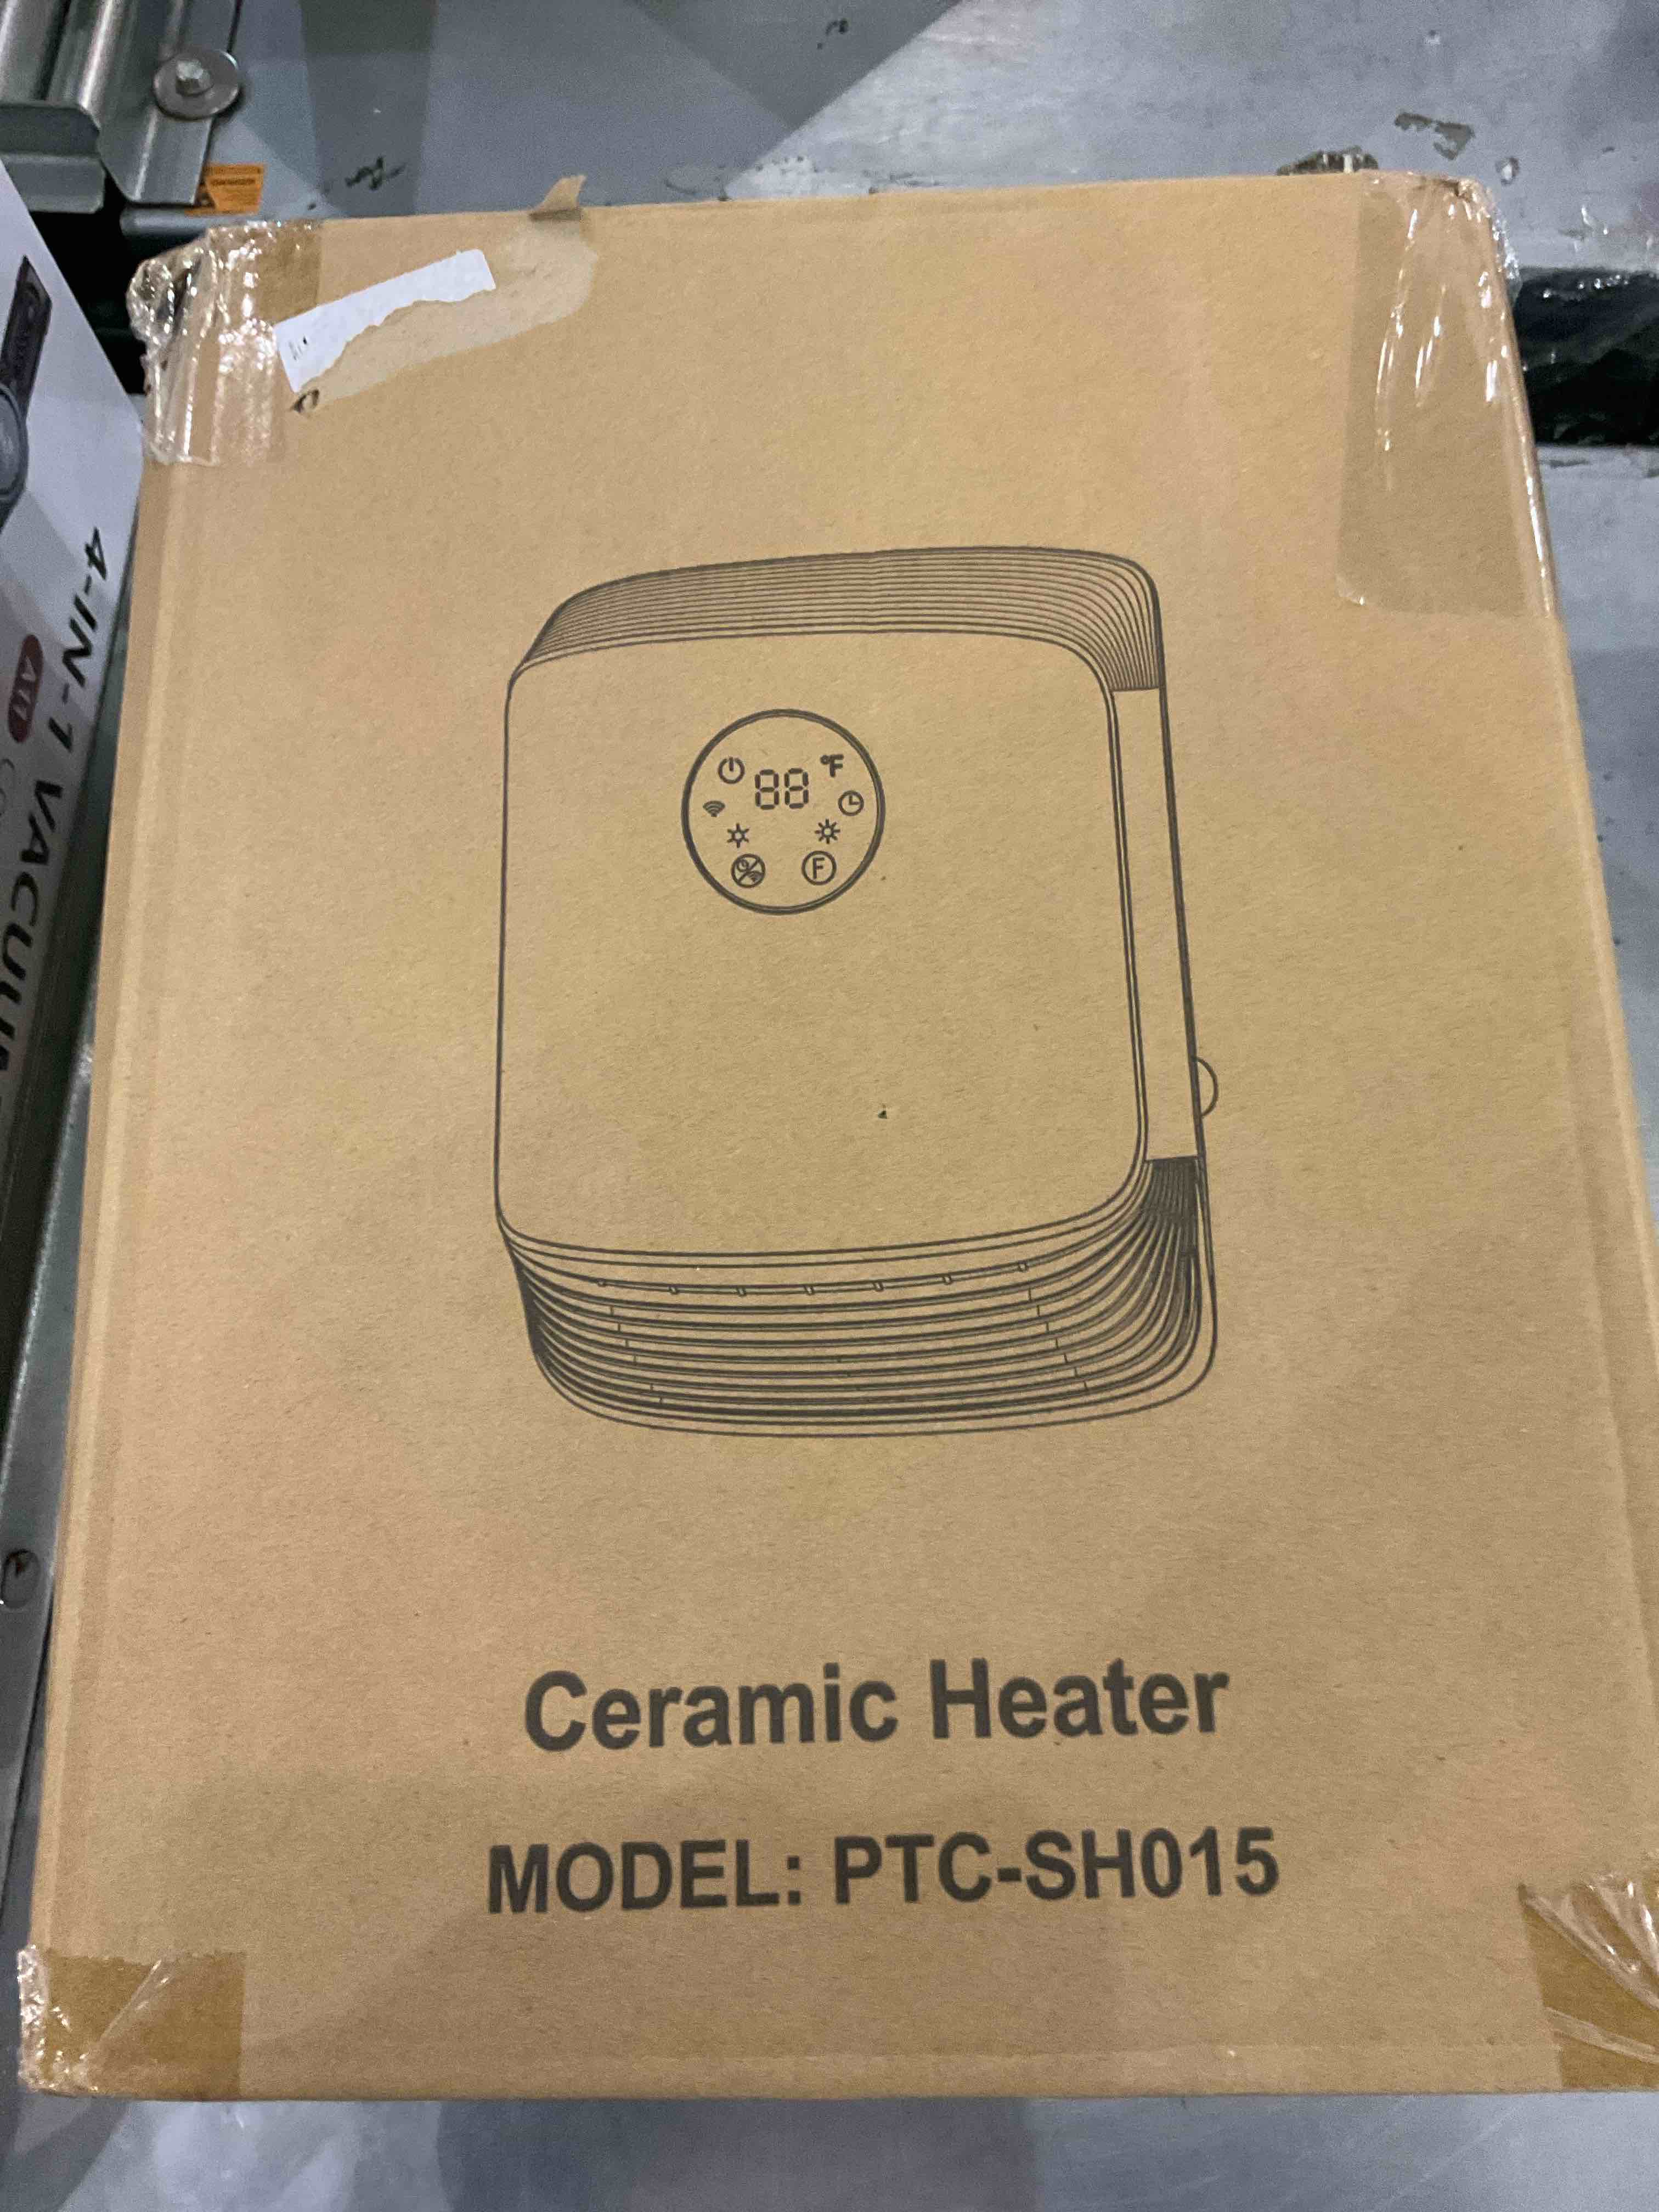 4-IN-1 VACUUM
88
°F
F
Ceramic Heater
MODEL: PTC-SH015